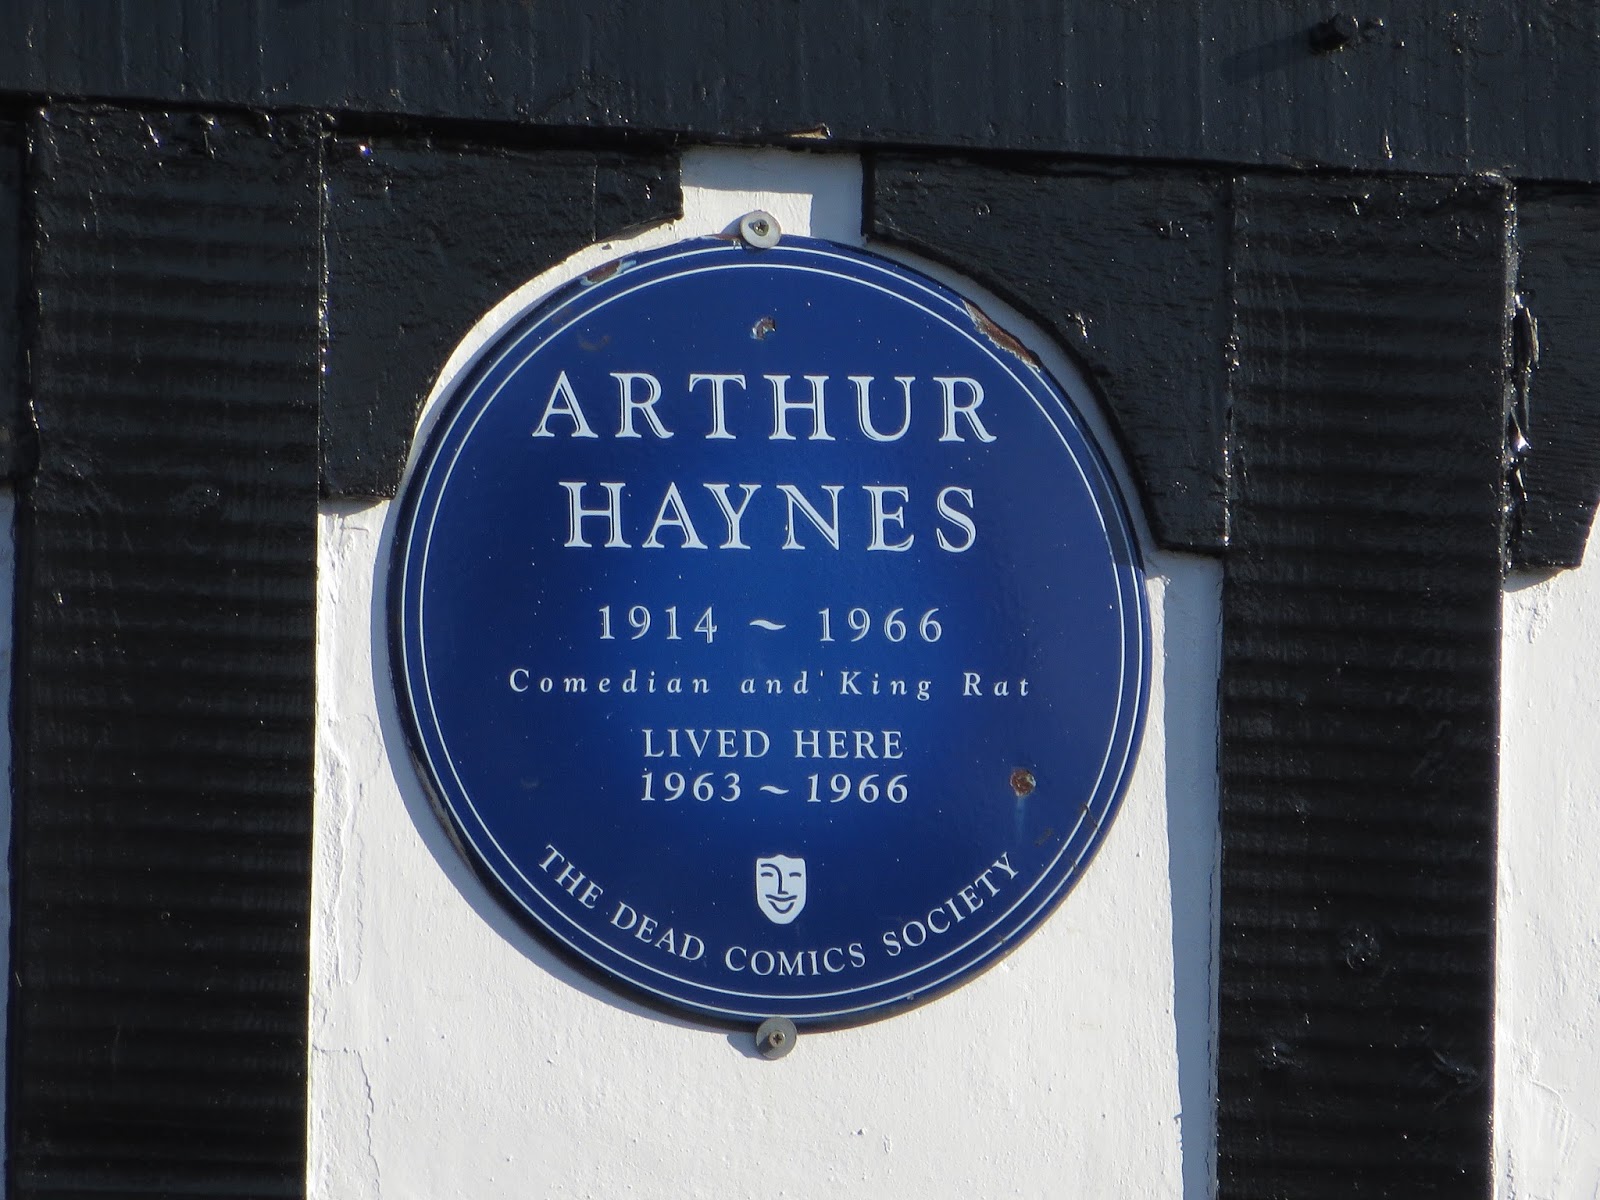 ARTHUR
HAYNES
1914 ~ 1966
Comedian and King Rat
LIVED HERE
1963 ~ 1966
THE DEAD COMICS SOCIETY